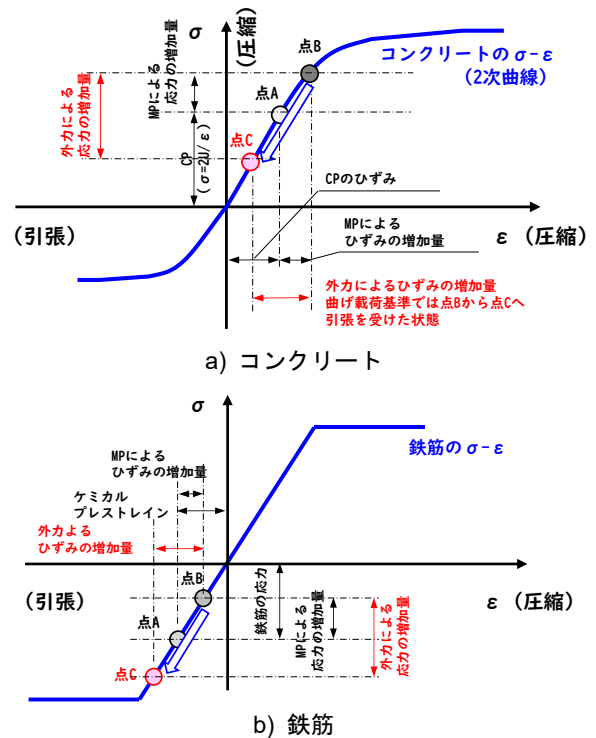 σ
(圧縮)
点B
コンクリートのσ-ε
(2次曲線)
外力による
応力の増加量
MPによる
応力の増加量
点A
点C
CP
(σ=2U/ε)
CPのひずみ
(引張)
ε (圧縮)
MPによる
ひずみの増加量
外力によるひずみの増加量
曲げ載荷基準では点Bから点Cへ
引張を受けた状態
a) コンクリート
σ
鉄筋のσ-ε
MPによる
ひずみの増加量
ケミカル
プレストレイン
外力よる
ひずみの増加量
点B
(引張)
ε (圧縮)
点A
鉄筋の応力
MPによる
応力の増加量
外力による
応力の増加量
点C
b) 鉄筋